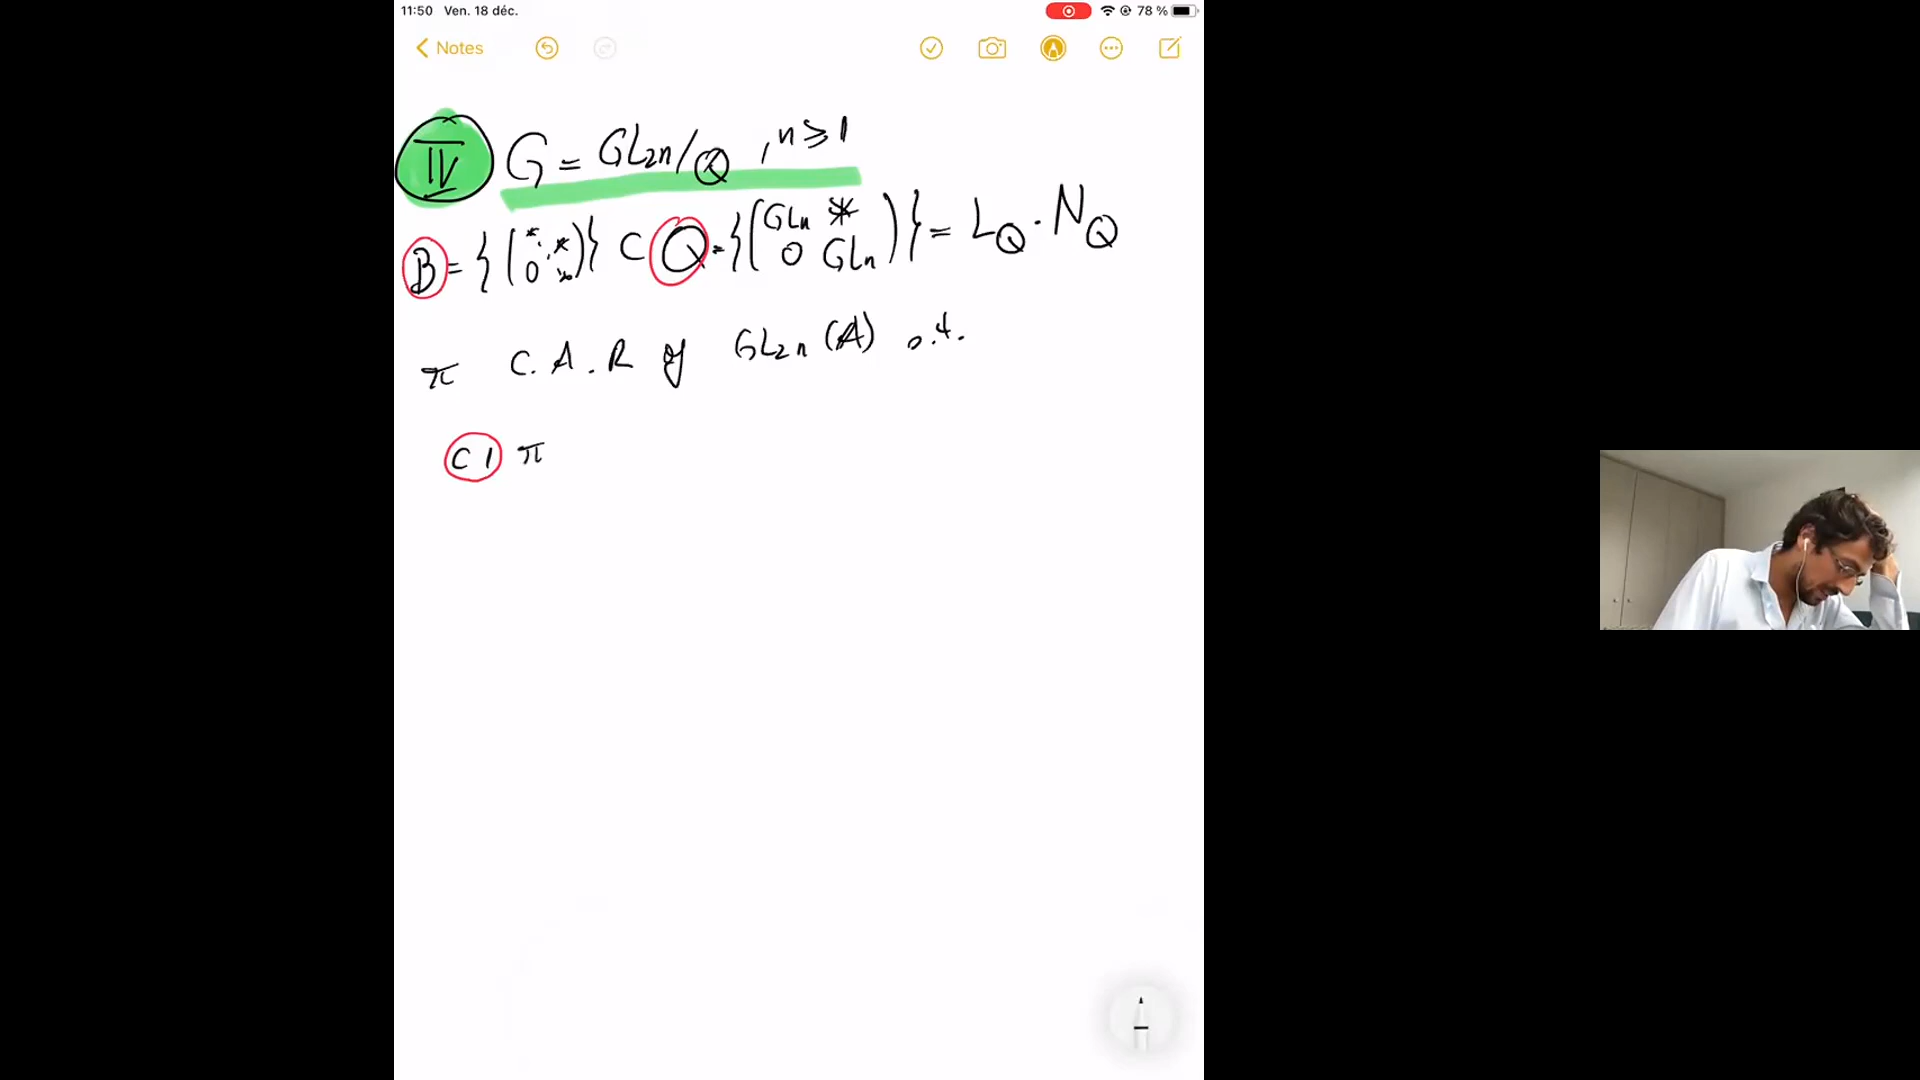 11:50 Ven. 18 déc. 78 %
Notes
IV G = GL2n/Q , n ≥ 1
B = { ( * . * 0 . * ) } ⊂ Q = { ( GLn * 0 GLn ) } = LQ · NQ
π C.A.R of GL2n (A) s.t.
C1 π